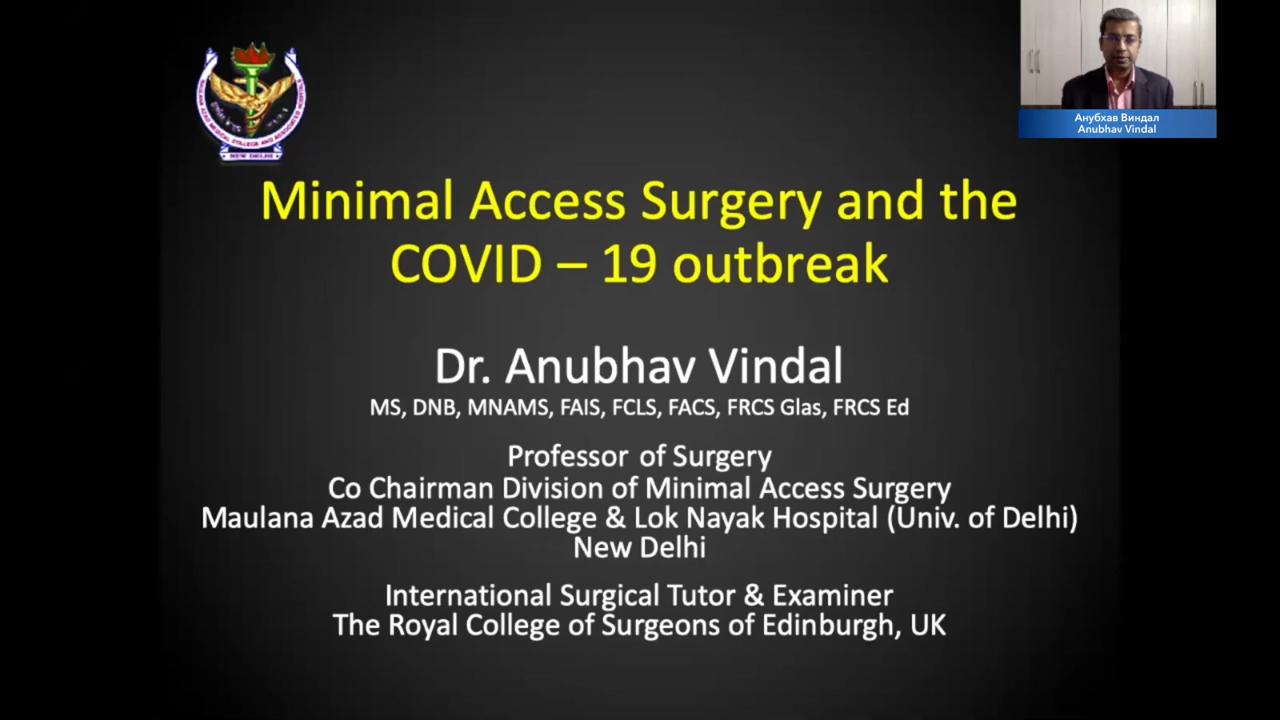 Анубхав Виндал
Anubhav Vindal
NEW DELHI
Minimal Access Surgery and the
COVID – 19 outbreak
Dr. Anubhav Vindal
MS, DNB, MNAMS, FAIS, FCLS, FACS, FRCS Glas, FRCS Ed
Professor of Surgery
Co Chairman Division of Minimal Access Surgery
Maulana Azad Medical College & Lok Nayak Hospital (Univ. of Delhi)
New Delhi
International Surgical Tutor & Examiner
The Royal College of Surgeons of Edinburgh, UK